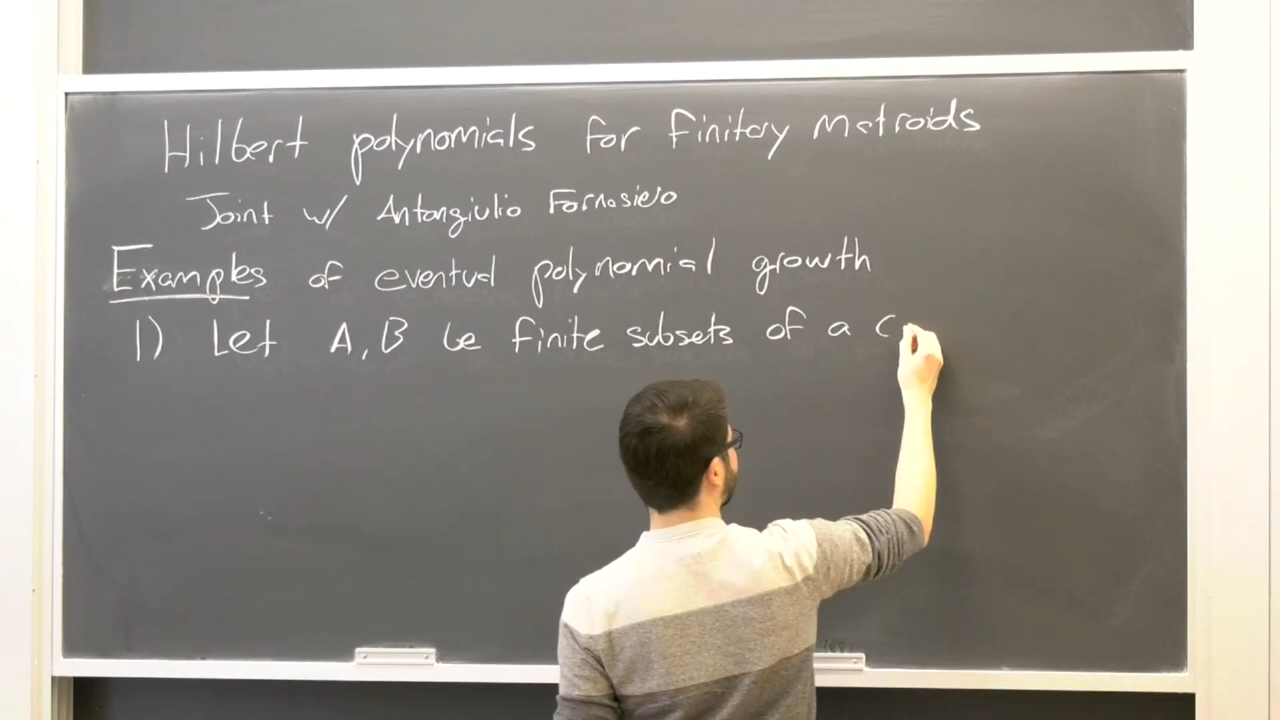 Hilbert polynomials for finitary matroids
Joint w/ Antongiulio Fornasiero
Examples of eventual polynomial growth
1) Let A, B be finite subsets of a c